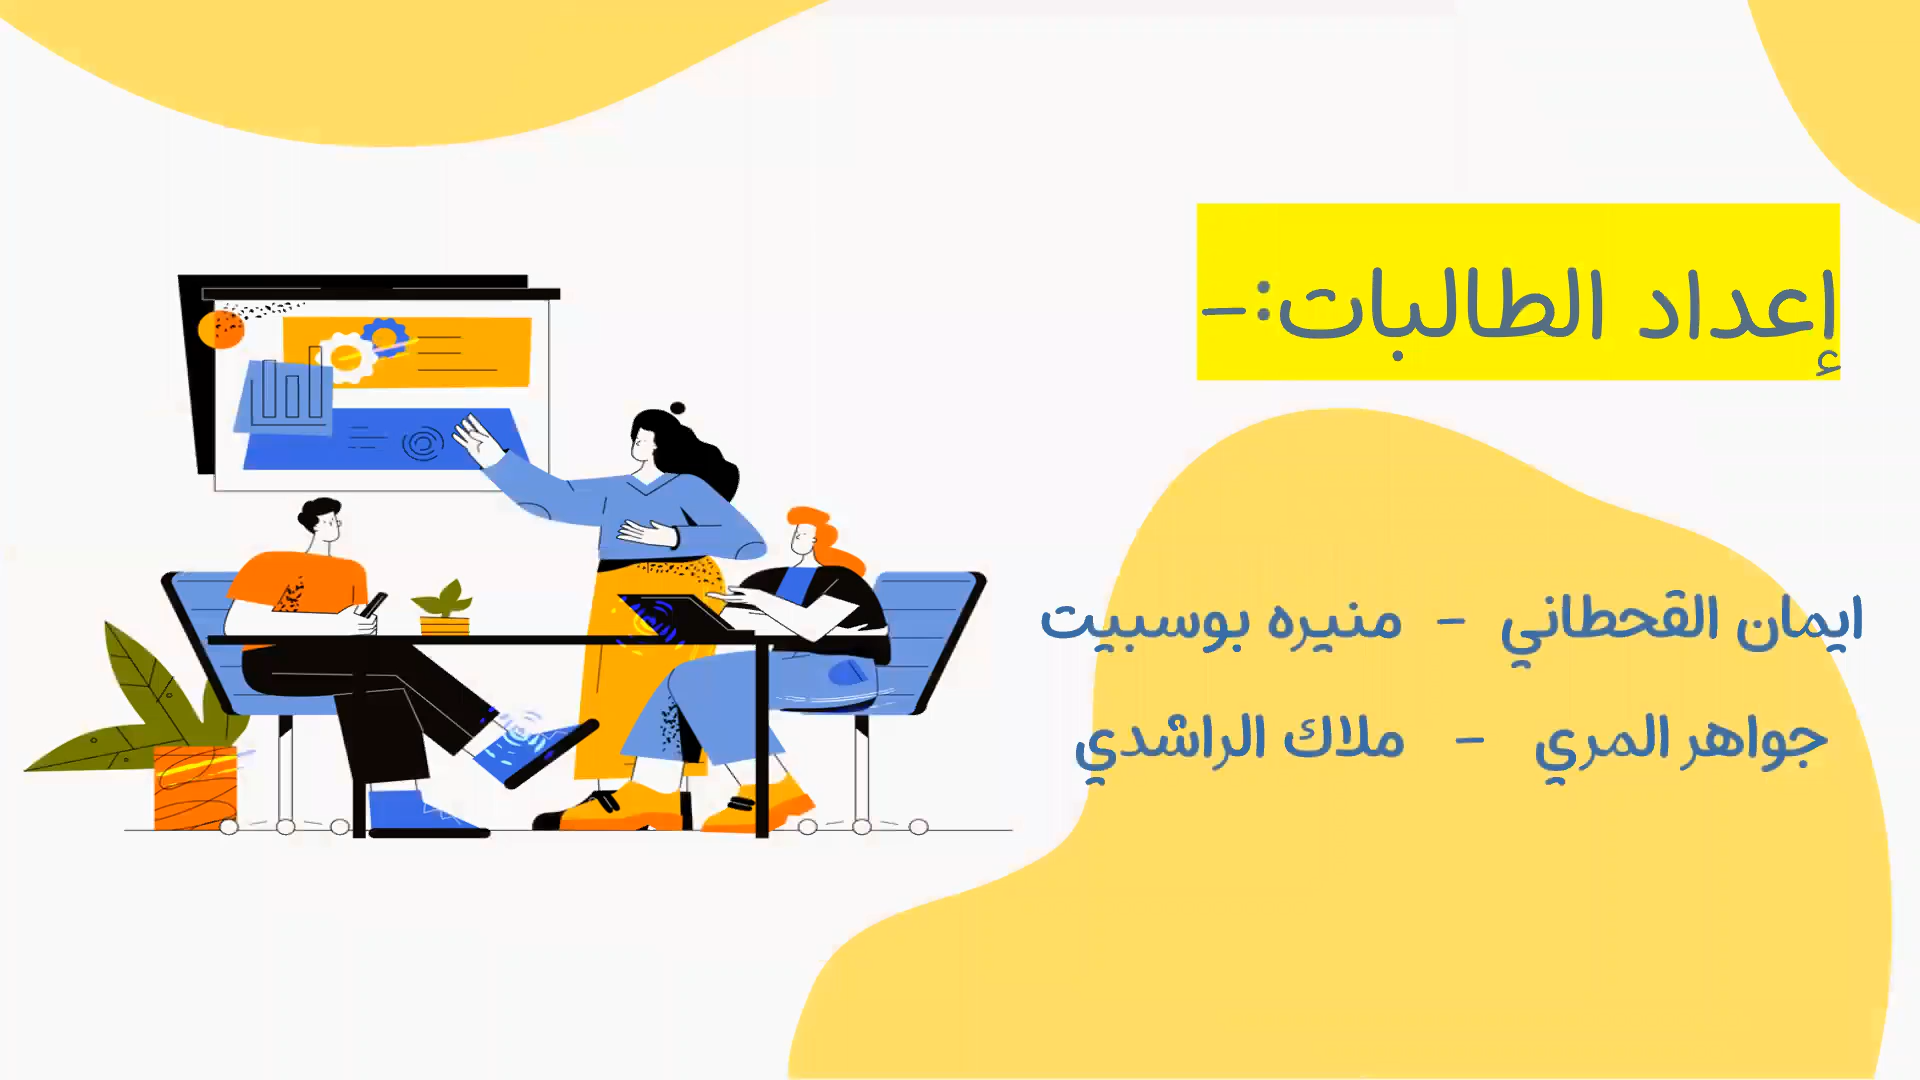 إعداد الطالبات:-
ايمان القحطاني - منيره بوسبيت
جواهر المري - ملاك الراشدي